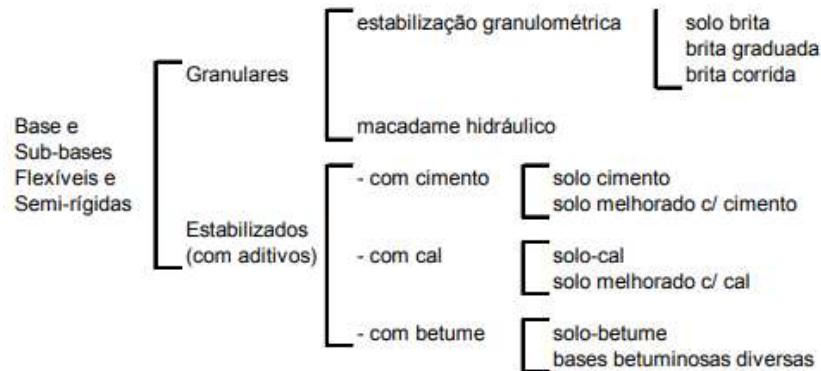 Base e
Sub-bases
Flexíveis e
Semi-rígidas
Granulares
estabilização granulométrica
solo brita
brita graduada
brita corrida
macadame hidráulico
Estabilizados
(com aditivos)
- com cimento
solo cimento
solo melhorado c/ cimento
- com cal
solo-cal
solo melhorado c/ cal
- com betume
solo-betume
bases betuminosas diversas